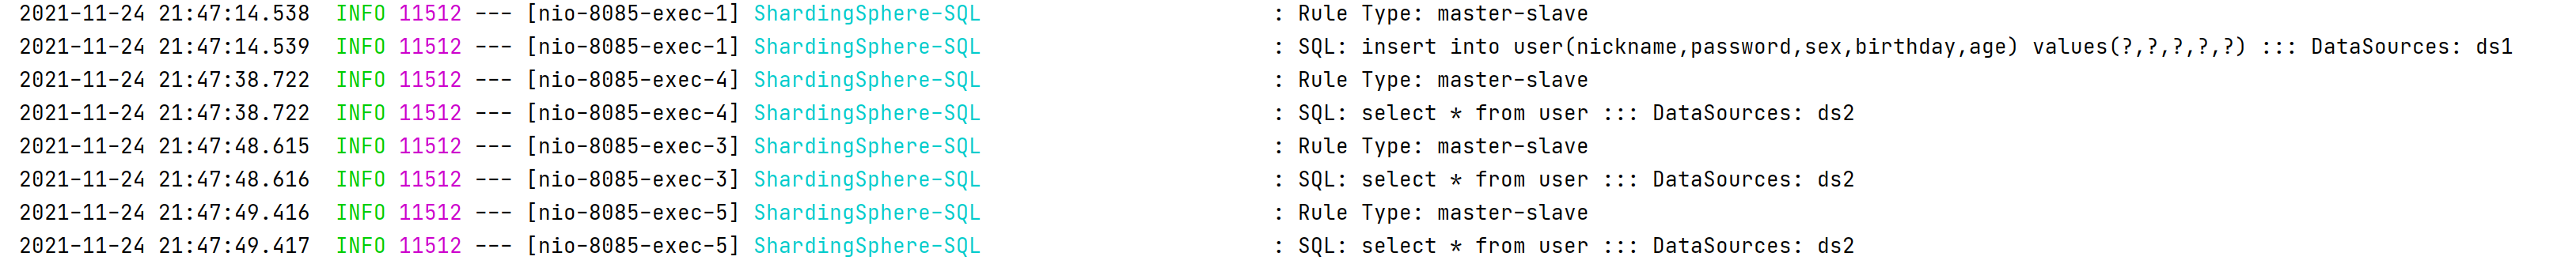 2021-11-24 21:47:14.538  INFO 11512 --- [nio-8085-exec-1] ShardingSphere-SQL                       : Rule Type: master-slave
2021-11-24 21:47:14.539  INFO 11512 --- [nio-8085-exec-1] ShardingSphere-SQL                       : SQL: insert into user(nickname,password,sex,birthday,age) values(?,?,?,?,?) ::: DataSources: ds1
2021-11-24 21:47:38.722  INFO 11512 --- [nio-8085-exec-4] ShardingSphere-SQL                       : Rule Type: master-slave
2021-11-24 21:47:38.722  INFO 11512 --- [nio-8085-exec-4] ShardingSphere-SQL                       : SQL: select * from user ::: DataSources: ds2
2021-11-24 21:47:48.615  INFO 11512 --- [nio-8085-exec-3] ShardingSphere-SQL                       : Rule Type: master-slave
2021-11-24 21:47:48.616  INFO 11512 --- [nio-8085-exec-3] ShardingSphere-SQL                       : SQL: select * from user ::: DataSources: ds2
2021-11-24 21:47:49.416  INFO 11512 --- [nio-8085-exec-5] ShardingSphere-SQL                       : Rule Type: master-slave
2021-11-24 21:47:49.417  INFO 11512 --- [nio-8085-exec-5] ShardingSphere-SQL                       : SQL: select * from user ::: DataSources: ds2